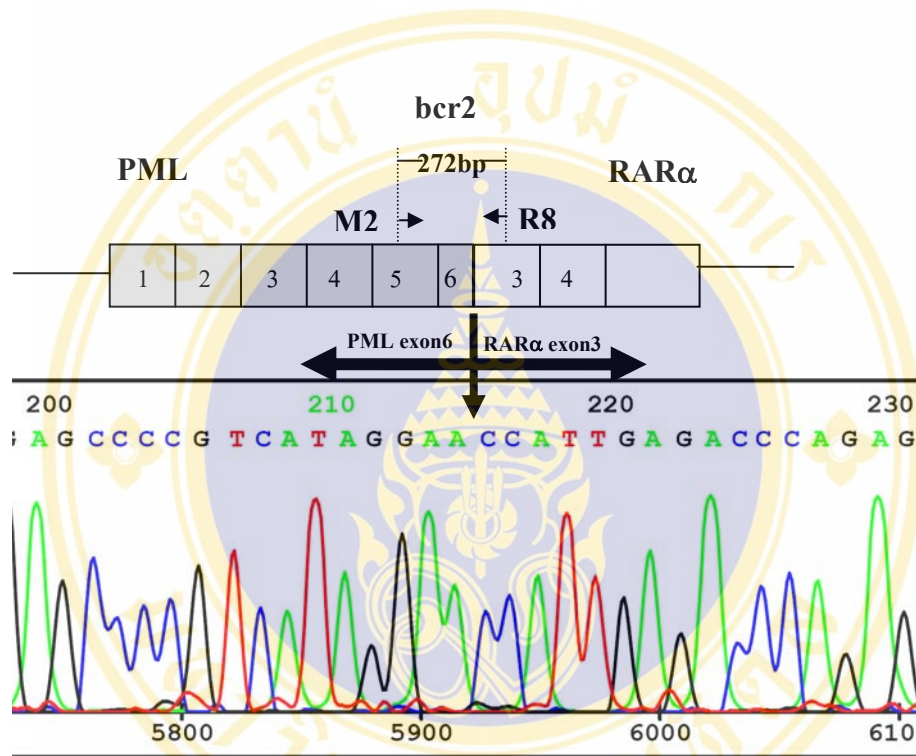 bcr2
PML 272bp RARα
M2 R8
1 2 3 4 5 6 3 4
PML exon6 RARα exon3
200 210 220 230
GAGCCCCGTCATAGGAACCATTGAGACCCAGAG
5800 5900 6000 610